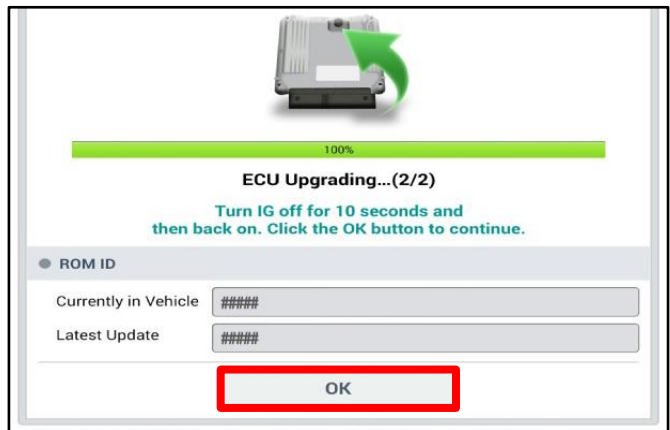 100%
ECU Upgrading...(2/2)
Turn IG off for 10 seconds and
then back on. Click the OK button to continue.
ROM ID
Currently in Vehicle #####
Latest Update #####
OK